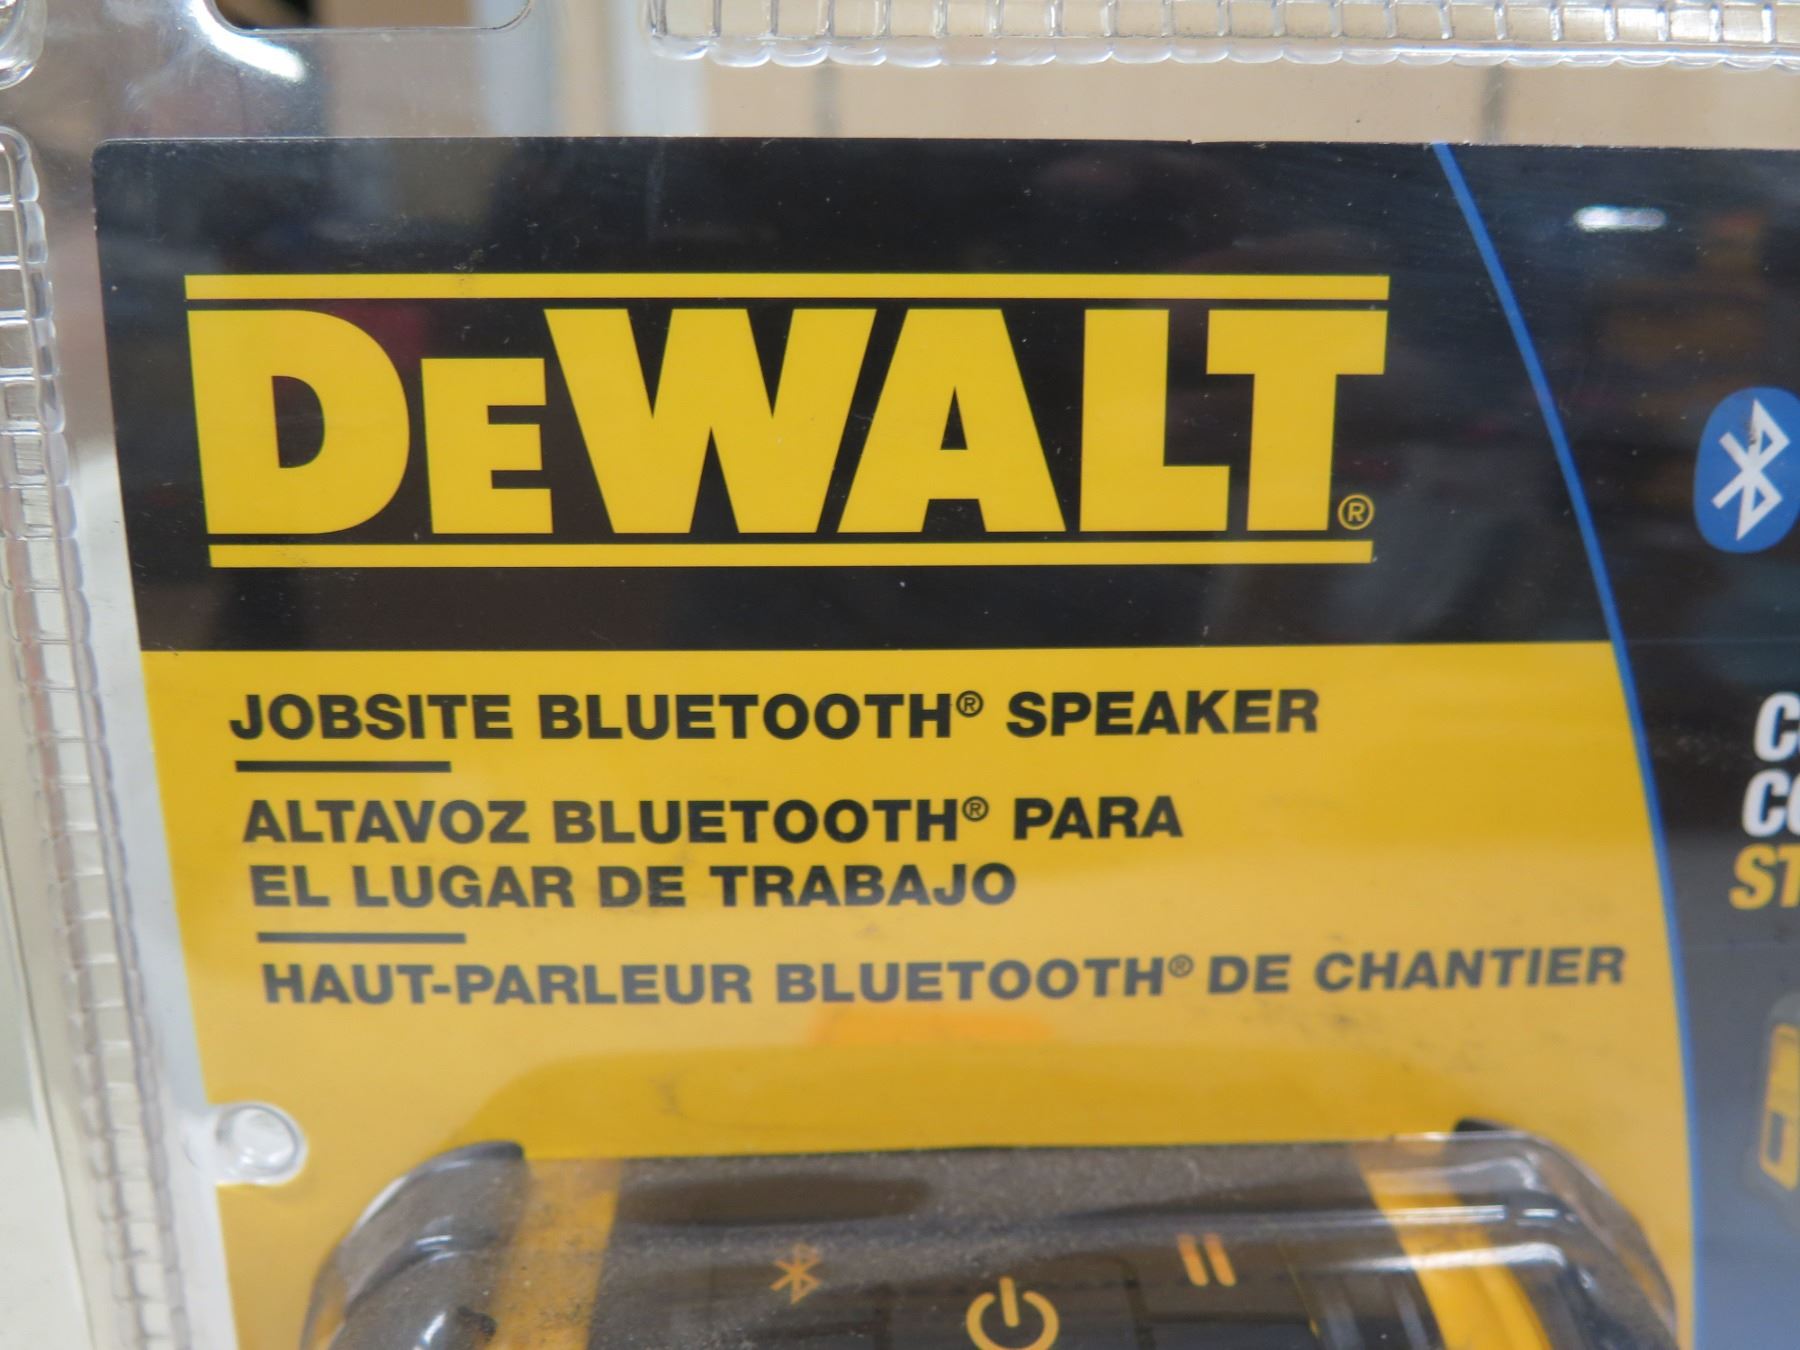 DEWALT®
JOBSITE BLUETOOTH® SPEAKER
ALTAVOZ BLUETOOTH® PARA
EL LUGAR DE TRABAJO
HAUT-PARLEUR BLUETOOTH® DE CHANTIER